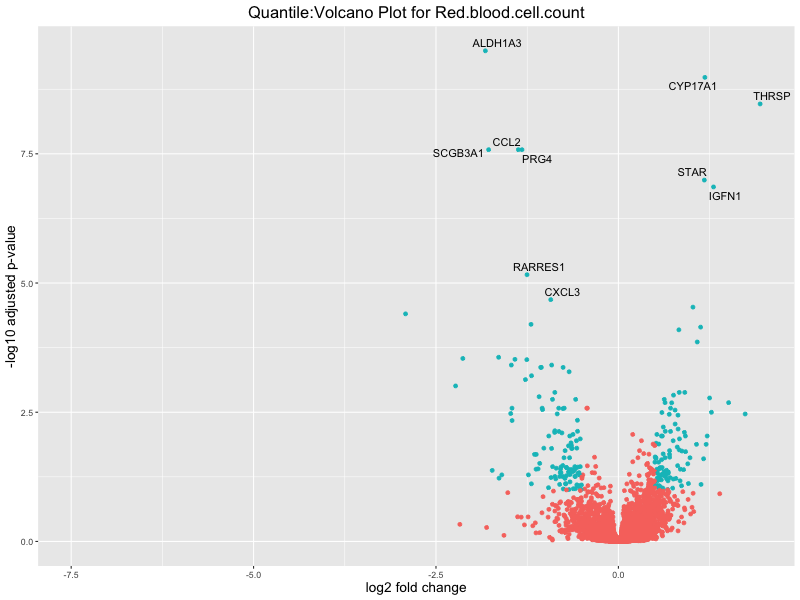 Quantile:Volcano Plot for Red.blood.cell.count
ALDH1A3
CYP17A1
THRSP
CCL2
SCGB3A1
PRG4
STAR
IGFN1
RARRES1
CXCL3
-log10 adjusted p-value
7.5
5.0
2.5
0.0
-7.5
-5.0
-2.5
0.0
log2 fold change